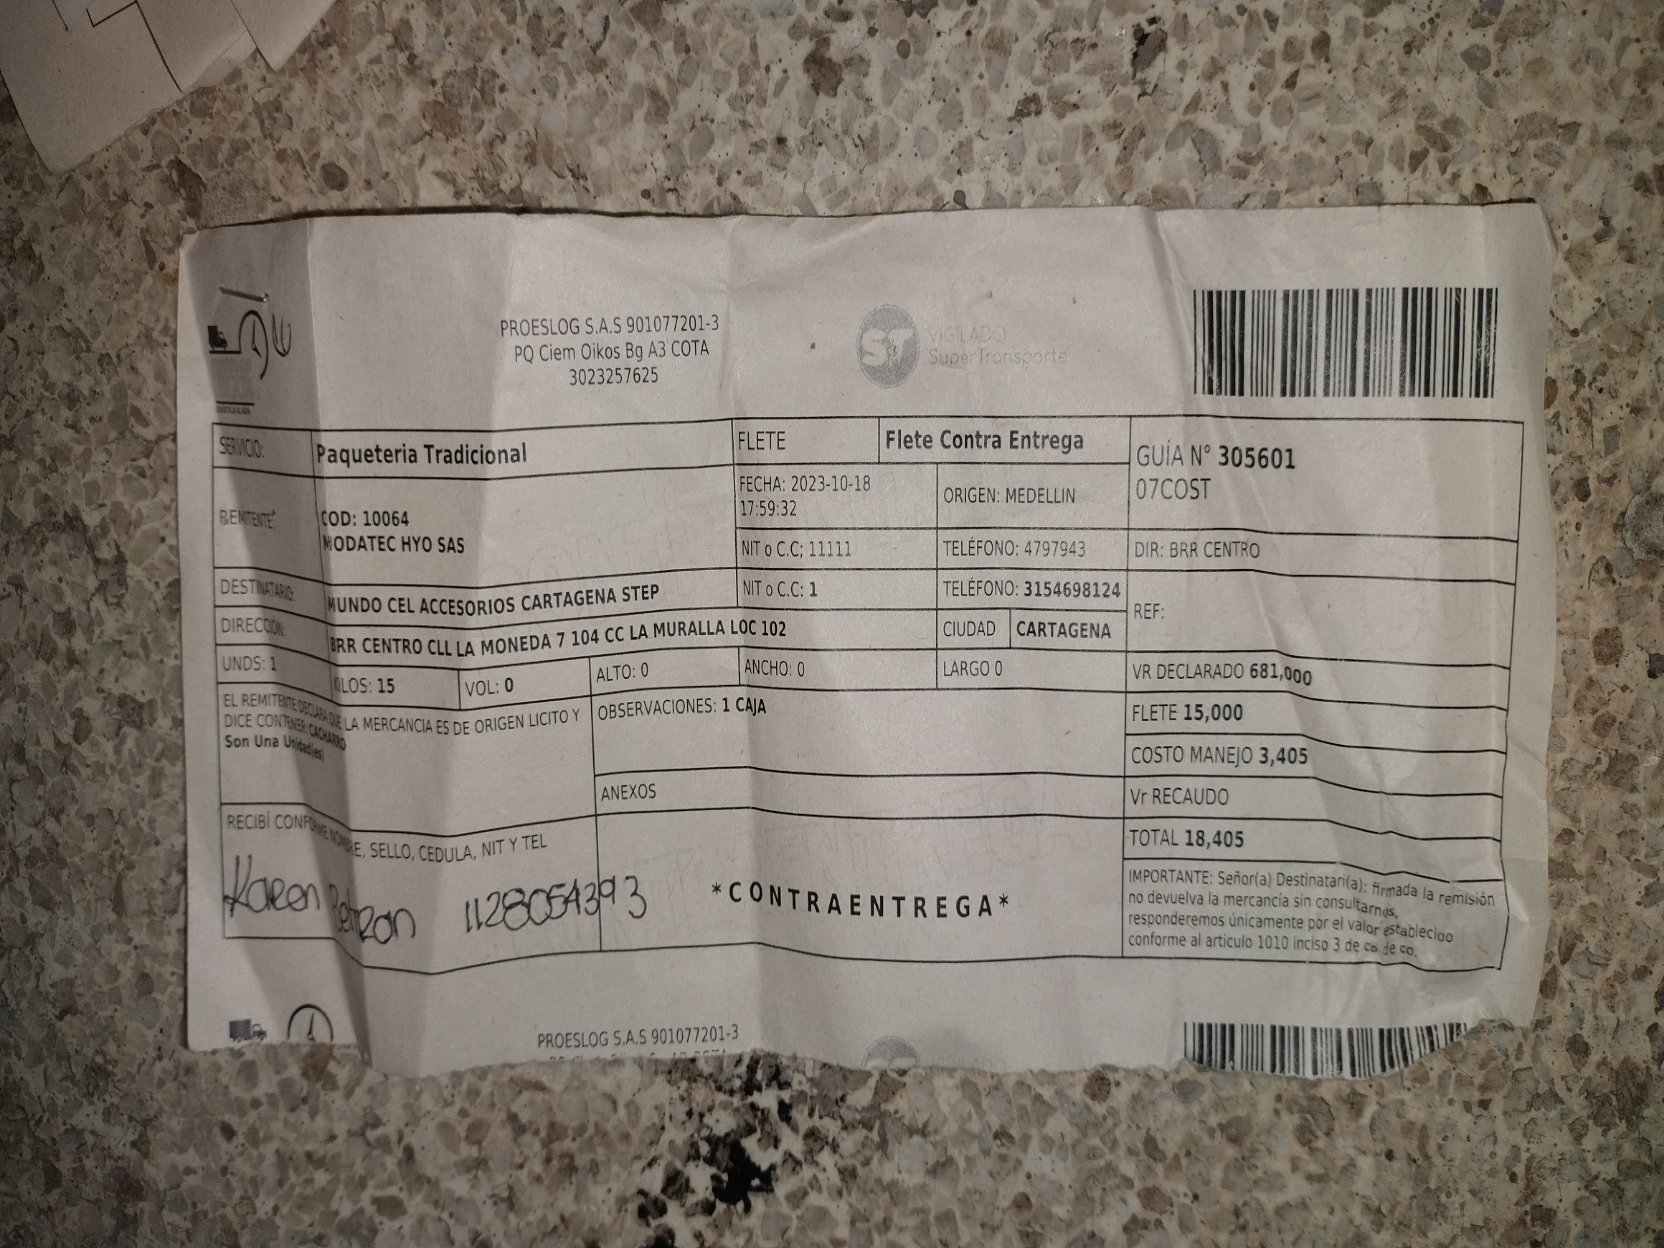 PROESLOG S.A.S 901077201-3
PQ Ciem Oikos Bg A3 COTA
3023257625
VIGILADO
SuperTransporte
SERVICIO: Paqueteria Tradicional
FLETE Flete Contra Entrega
GUÍA N° 305601
07COST
REMITENTE
COD: 10064
MODATEC HYO SAS
FECHA: 2023-10-18
17:59:32
ORIGEN: MEDELLIN
NIT o C.C; 11111
TELÉFONO: 4797943
DIR: BRR CENTRO
DESTINATARIO: MUNDO CEL ACCESORIOS CARTAGENA STEP
NIT o C.C: 1
TELÉFONO: 3154698124
REF:
DIRECCION: BRR CENTRO CLL LA MONEDA 7 104 CC LA MURALLA LOC 102
CIUDAD CARTAGENA
UNDS: 1
KILOS: 15
VOL: 0
ALTO: 0
ANCHO: 0
LARGO 0
VR DECLARADO 681,000
EL REMITENTE DECLARA QUE LA MERCANCIA ES DE ORIGEN LICITO Y
DICE CONTENER: CACHARRO
Son Una Unidad(es)
OBSERVACIONES: 1 CAJA
FLETE 15,000
COSTO MANEJO 3,405
ANEXOS
Vr RECAUDO
RECIBÍ CONFORME NOMBRE, SELLO, CEDULA, NIT Y TEL
TOTAL 18,405
Karen 1128054393
*CONTRAENTREGA*
IMPORTANTE: Señor(a) Destinatari(a): firmada la remisión
no devuelva la mercancía sin consultarnos,
responderemos únicamente por el valor establecido
conforme al articulo 1010 inciso 3 de co de co.
PROESLOG S.A.S 901077201-3